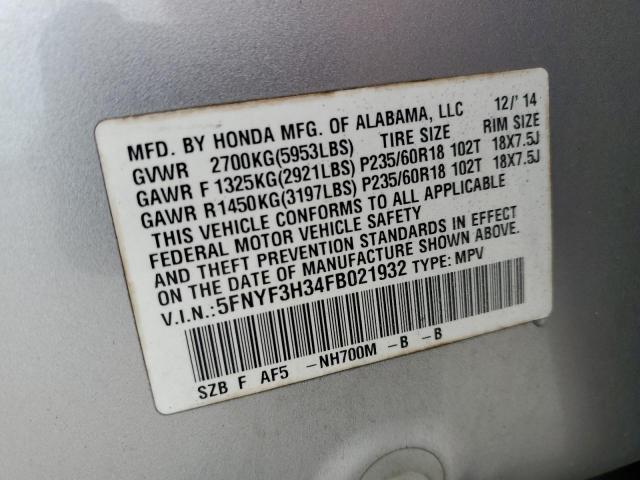 MFD. BY HONDA MFG. OF ALABAMA, LLC 12/'14
GVWR 2700KG(5953LBS) TIRE SIZE RIM SIZE
GAWR F 1325KG(2921LBS) P235/60R18 102T 18X7.5J
GAWR R 1450KG(3197LBS) P235/60R18 102T 18X7.5J
THIS VEHICLE CONFORMS TO ALL APPLICABLE
FEDERAL MOTOR VEHICLE SAFETY
AND THEFT PREVENTION STANDARDS IN EFFECT
ON THE DATE OF MANUFACTURE SHOWN ABOVE.
V.I.N.: 5FNYF3H34FB021932 TYPE: MPV
SZB F AF5 -NH700M -B -B